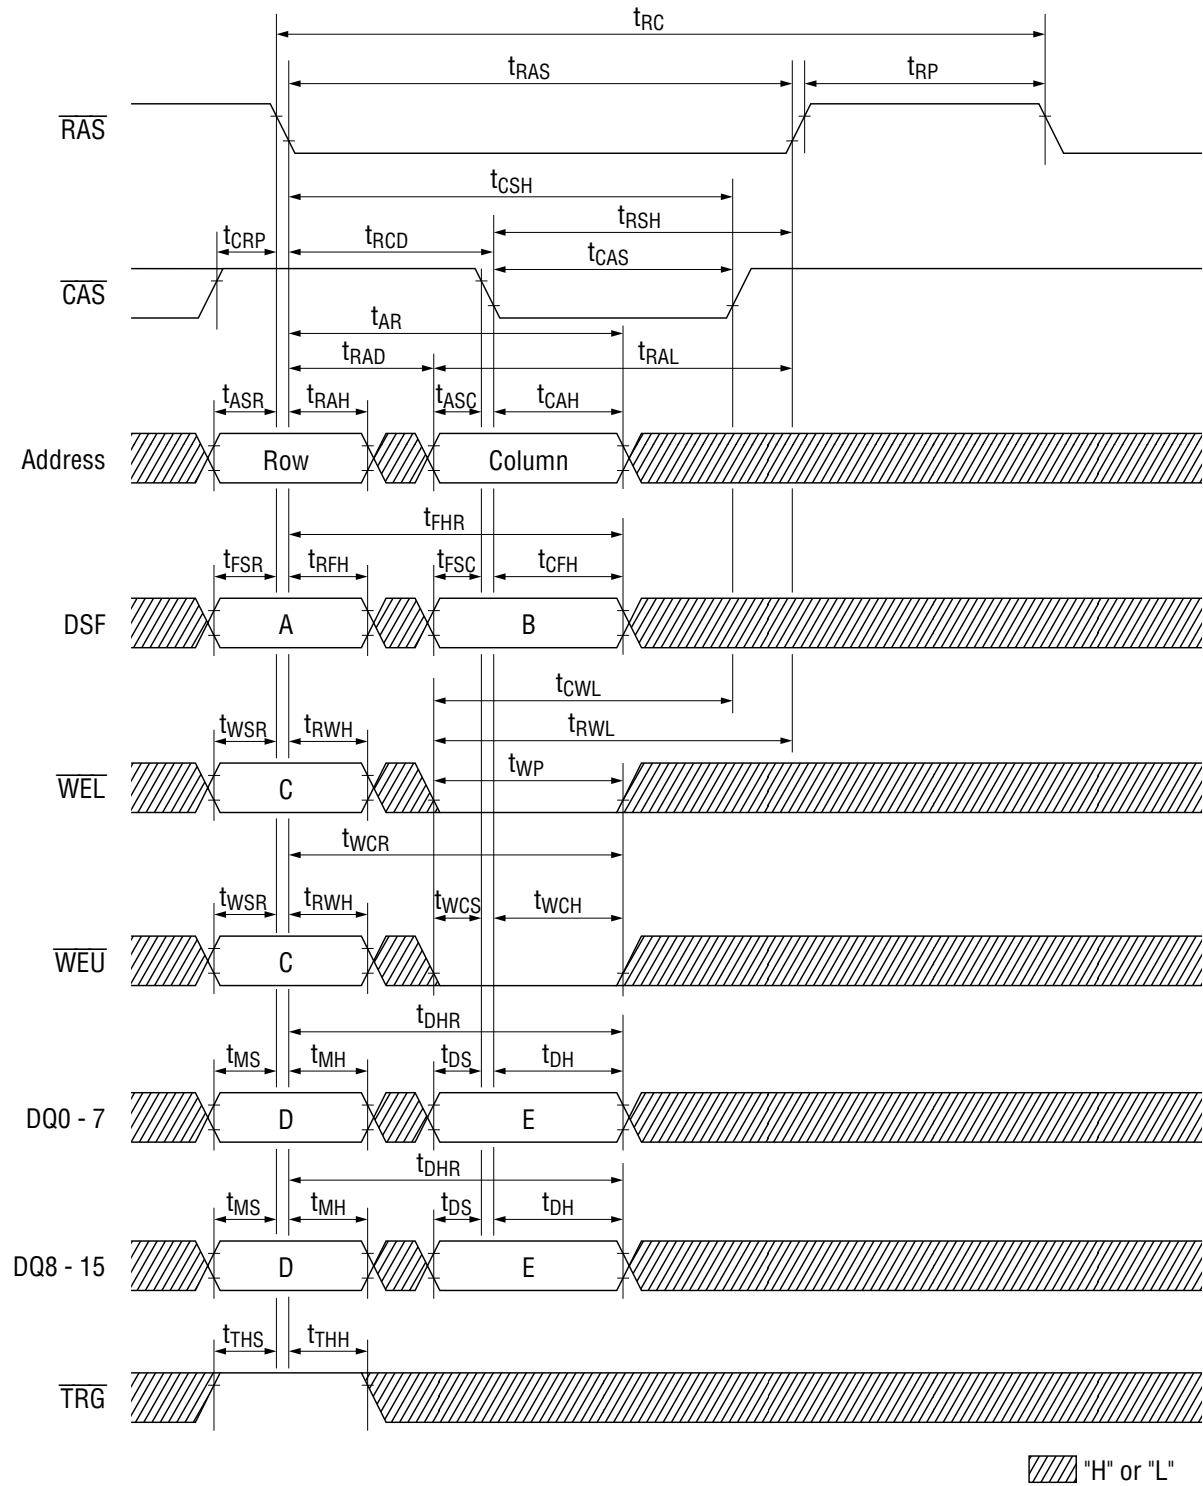 tRC
tRAS
tRP
RAS
tCSH
tRSH
tCRP
tRCD
tCAS
CAS
tAR
tRAD
tRAL
tASR
tRAH
tASC
tCAH
Address
Row
Column
tFHR
tFSR
tRFH
tFSC
tCFH
DSF
A
B
tCWL
tWSR
tRWH
tRWL
tWP
WEL
C
tWCR
tWSR
tRWH
tWCS
tWCH
WEU
C
tDHR
tMS
tMH
tDS
tDH
DQ0 - 7
D
E
tDHR
tMS
tMH
tDS
tDH
DQ8 - 15
D
E
tTHS
tTHH
TRG
"H" or "L"